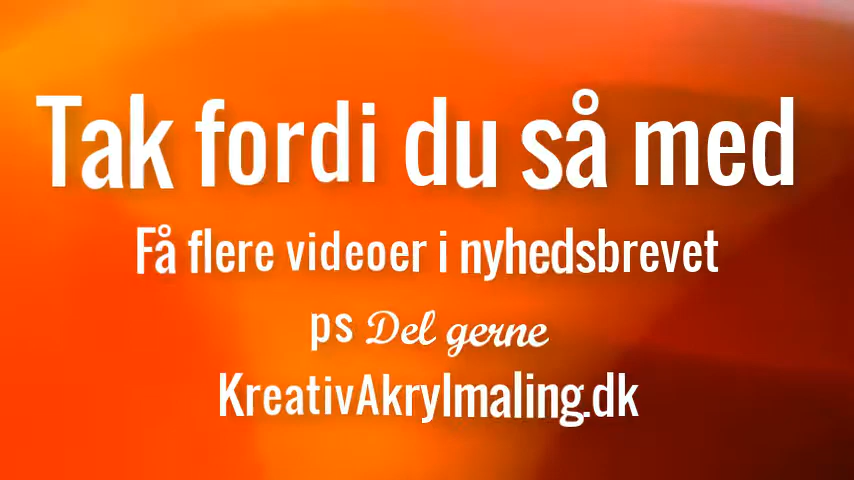 Tak fordi du så med
Få flere videoer i nyhedsbrevet
ps Del gerne
KreativAkrylmaling.dk